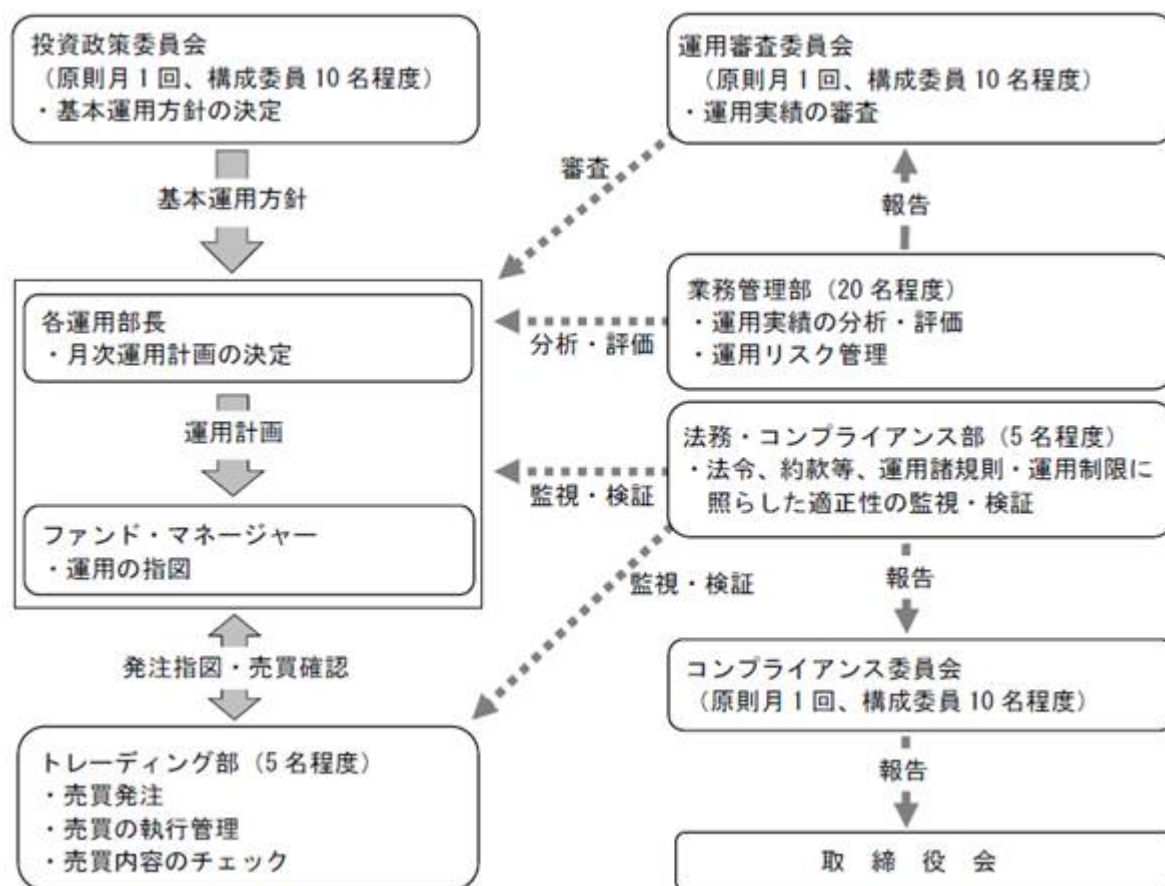 投資政策委員会
（原則月１回、構成委員 10 名程度）
・基本運用方針の決定
基本運用方針
各運用部長
・月次運用計画の決定
運用計画
ファンド・マネージャー
・運用の指図
発注指図・売買確認
トレーディング部（5 名程度）
・売買発注
・売買の執行管理
・売買内容のチェック
運用審査委員会
（原則月１回、構成委員 10 名程度）
・運用実績の審査
審査
報告
業務管理部（20 名程度）
・運用実績の分析・評価
・運用リスク管理
分析・評価
法務・コンプライアンス部（5 名程度）
・法令、約款等、運用諸規則・運用制限に
照らした適正性の監視・検証
監視・検証
監視・検証
報告
コンプライアンス委員会
（原則月１回、構成委員 10 名程度）
報告
取 締 役 会